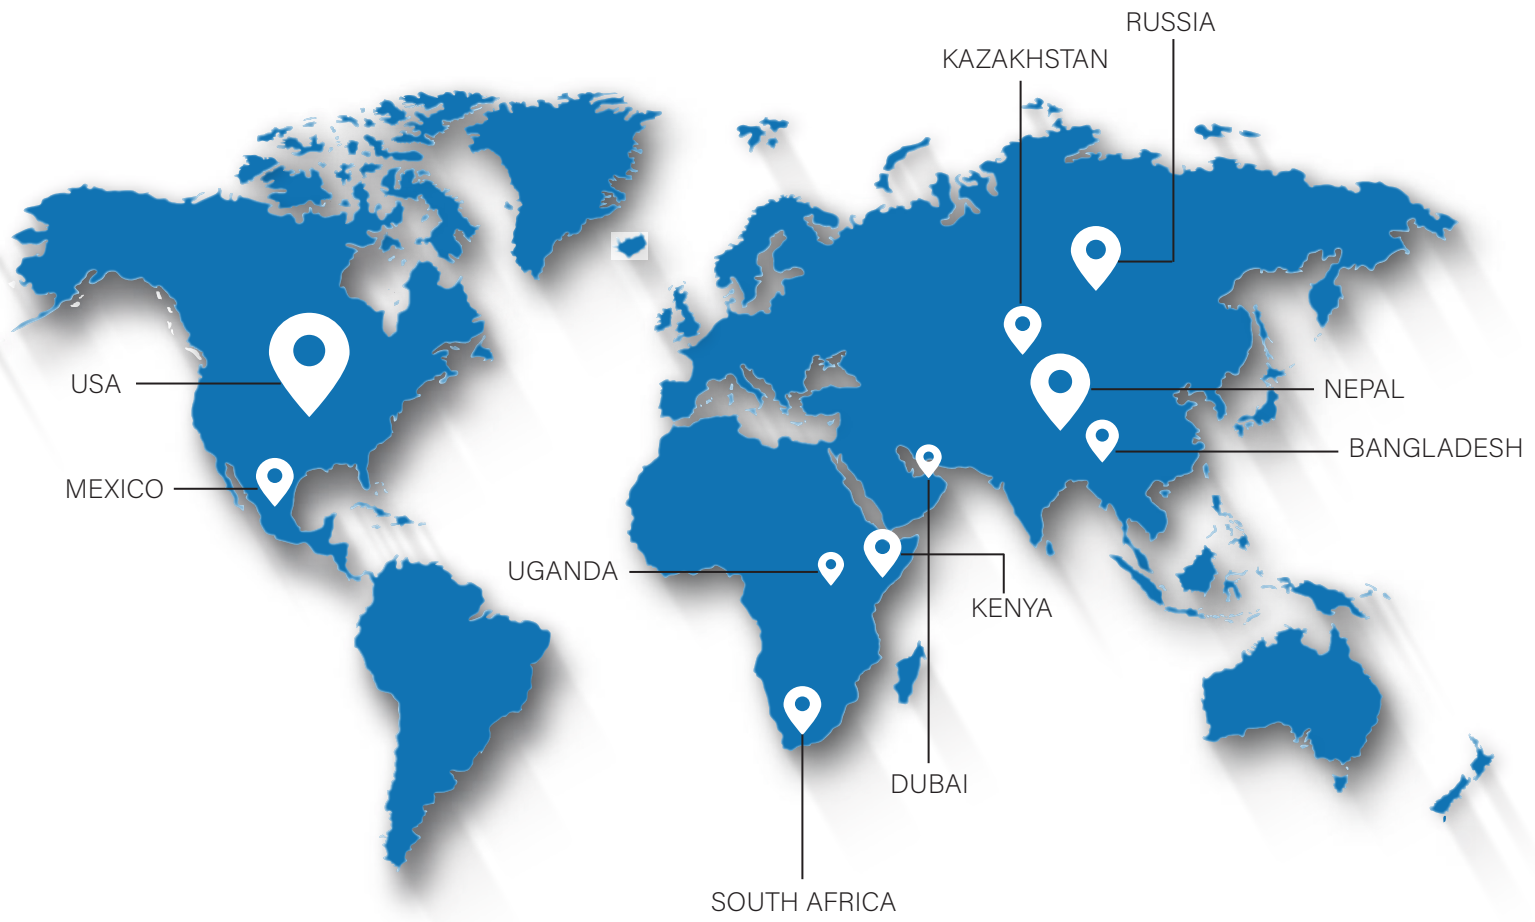 RUSSIA
KAZAKHSTAN
USA
NEPAL
BANGLADESH
MEXICO
UGANDA
KENYA
DUBAI
SOUTH AFRICA